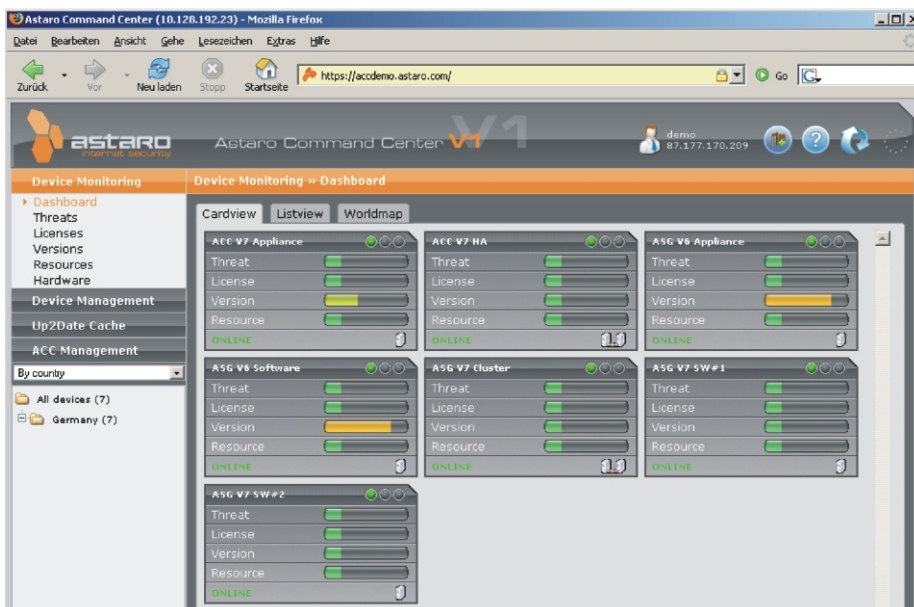 Astaro Command Center (10.128.192.23) - Mozilla Firefox
Datei Bearbeiten Ansicht Gehe Lesezeichen Extras Hilfe
Zurück Vor Neu laden Stopp Startseite https://accdemo.astaro.com/ Go G
astaro
internet security
Astaro Command Center V1
V1
demo
87.177.170.209
Device Monitoring
Device Monitoring » Dashboard
Dashboard
Threats
Licenses
Versions
Resources
Hardware
Device Management
Up2Date Cache
ACC Management
By country
All devices (7)
Germany (7)
Cardview Listview Worldmap
ACC V7 Appliance
Threat
License
Version
Resource
ONLINE
ACC V7 HA
Threat
License
Version
Resource
ONLINE
ASG V6 Appliance
Threat
License
Version
Resource
ONLINE
ASG V6 Software
Threat
License
Version
Resource
ONLINE
ASG V7 Cluster
Threat
License
Version
Resource
ONLINE
ASG V7 SW#1
Threat
License
Version
Resource
ONLINE
ASG V7 SW#2
Threat
License
Version
Resource
ONLINE